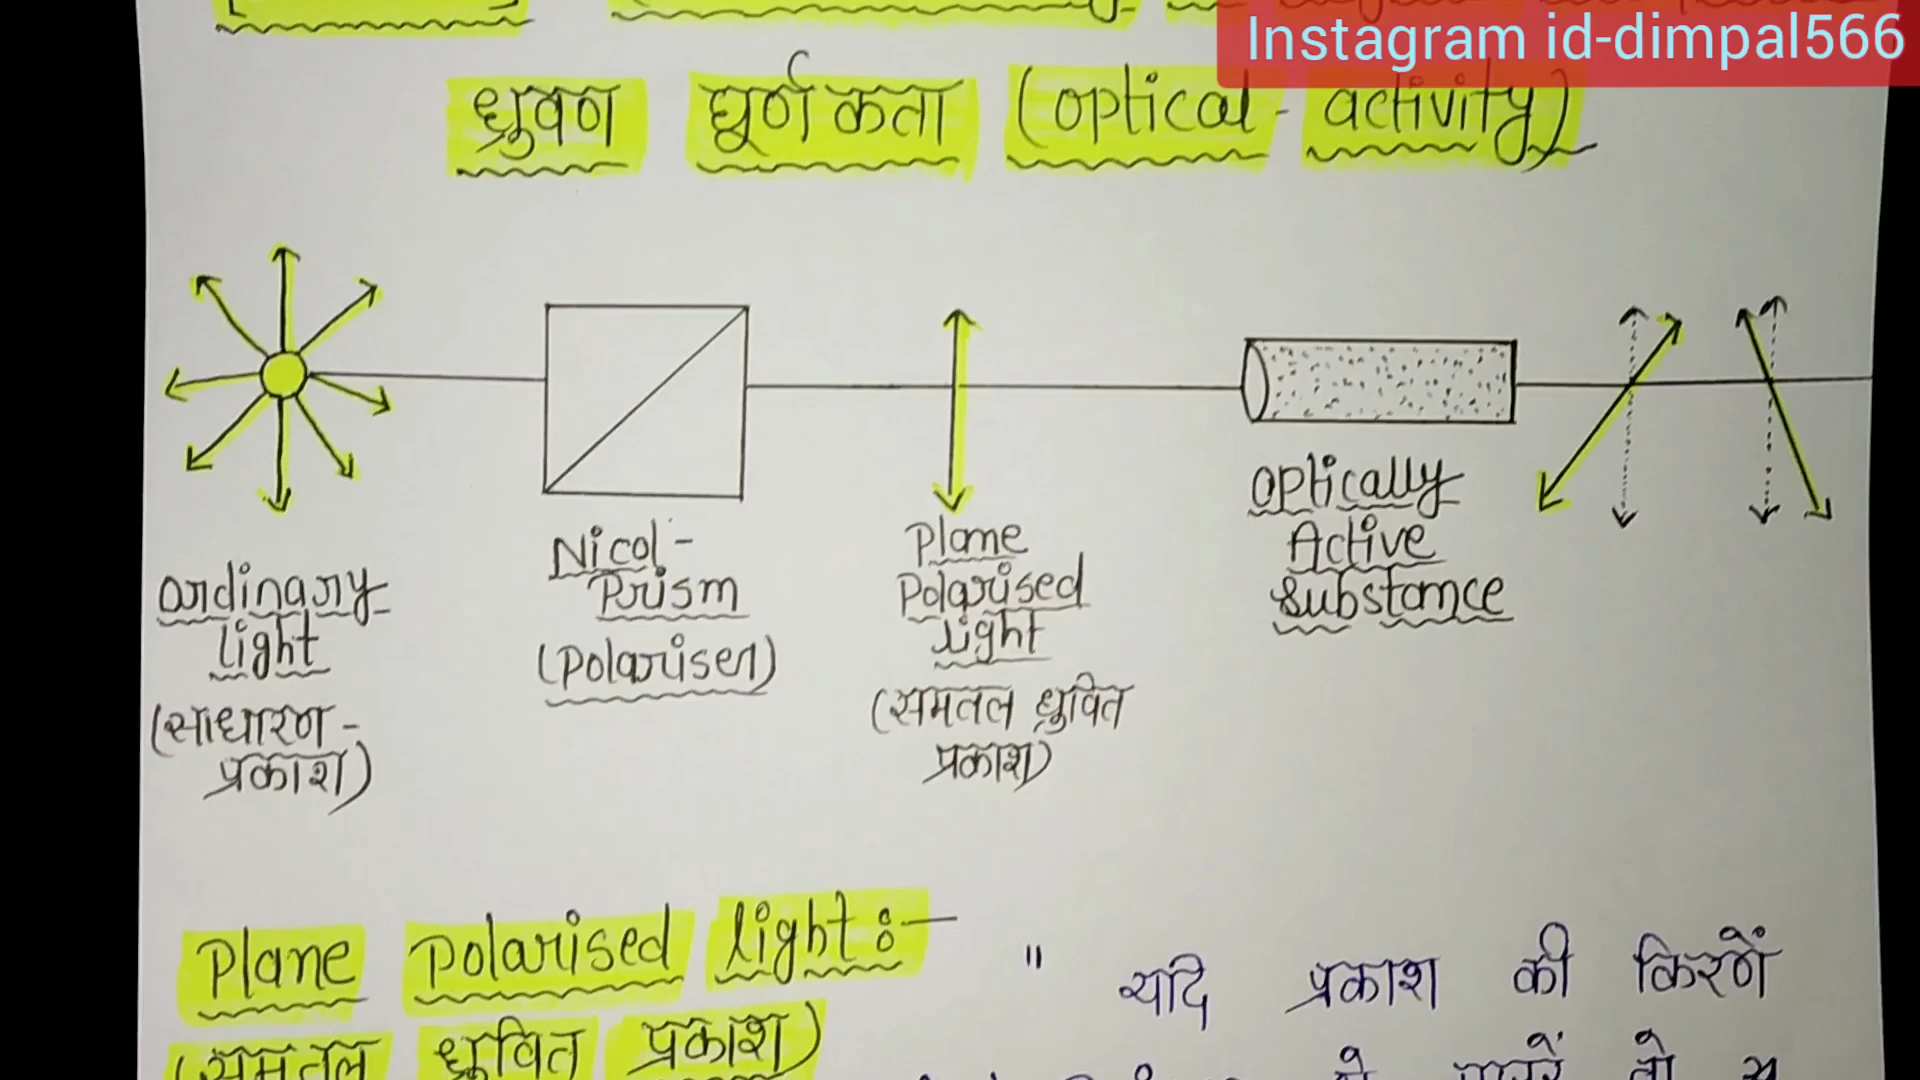 Instagram id-dimpal566
ध्रुवण घूर्णकता (optical- activity)
ordinary
light
(साधारण -
प्रकाश)
Nicol-
Prism
(Polariser)
Plane
Polarised
light
(समतल ध्रुवित
प्रकाश)
optically
Active
Substance
Plane Polarised light:— " यदि प्रकाश की किरणें
(समतल ध्रुवित प्रकाश)